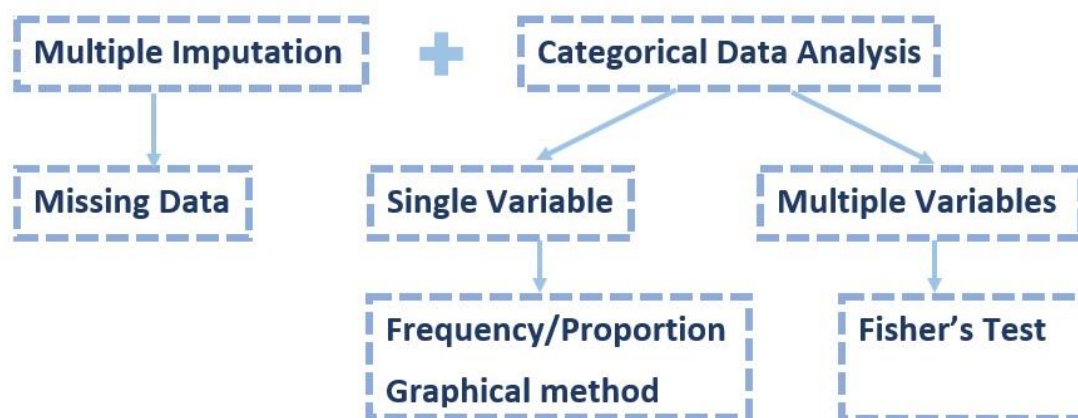 Multiple Imputation
Categorical Data Analysis
Missing Data
Single Variable
Multiple Variables
Frequency/Proportion
Graphical method
Fisher’s Test